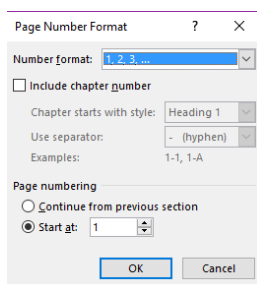 Page Number Format ? ×
Number format: 1, 2, 3, ...
Include chapter number
Chapter starts with style: Heading 1
Use separator: - (hyphen)
Examples: 1-1, 1-A
Page numbering
Continue from previous section
Start at: 1
OK Cancel